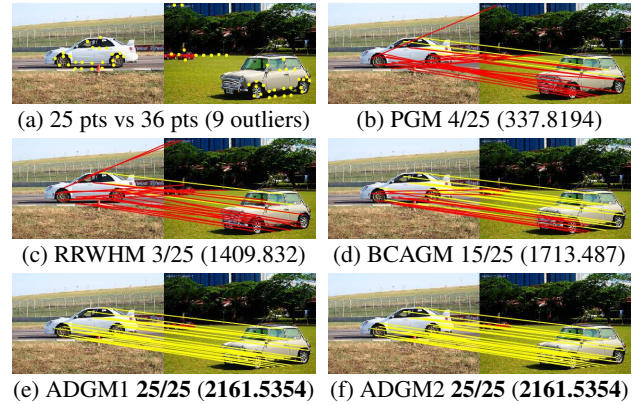 (a) 25 pts vs 36 pts (9 outliers)
(b) PGM 4/25 (337.8194)
(c) RRWHM 3/25 (1409.832)
(d) BCAGM 15/25 (1713.487)
(e) ADGM1 25/25 (2161.5354)
(f) ADGM2 25/25 (2161.5354)